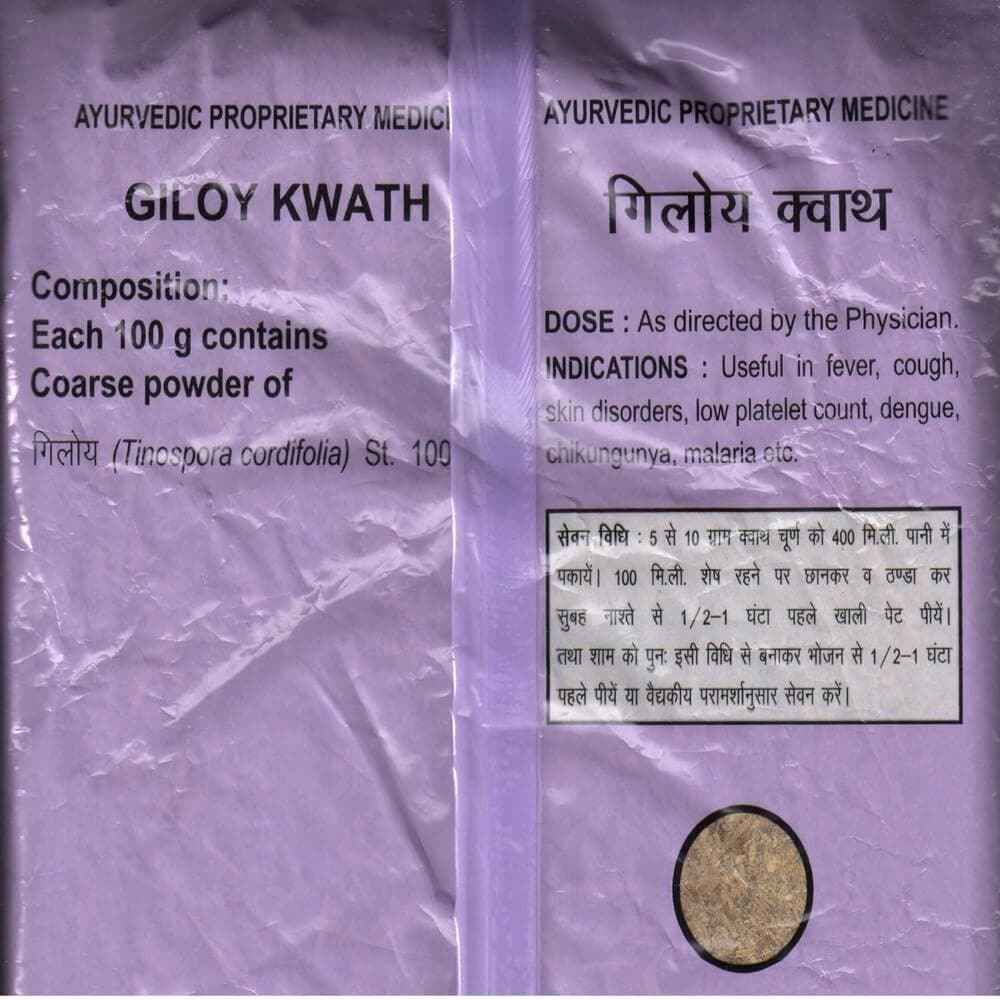 AYURVEDIC PROPRIETARY MEDICI
GILOY KWATH
Composition:
Each 100 g contains
Coarse powder of
गिलोय (Tinospora cordifolia) St. 100
AYURVEDIC PROPRIETARY MEDICINE
गिलोय क्वाथ
DOSE : As directed by the Physician.
INDICATIONS : Useful in fever, cough,
skin disorders, low platelet count, dengue,
chikungunya, malaria etc.
सेवन विधि : 5 से 10 ग्राम क्वाथ चूर्ण को 400 मि.ली. पानी में
पकायें। 100 मि.ली. शेष रहने पर छानकर व ठण्डा कर
सुबह नाश्ते से 1/2–1 घंटा पहले खाली पेट पीयें।
तथा शाम को पुनः इसी विधि से बनाकर भोजन से 1/2–1 घंटा
पहले पीयें या वैद्यकीय परामर्शानुसार सेवन करें।